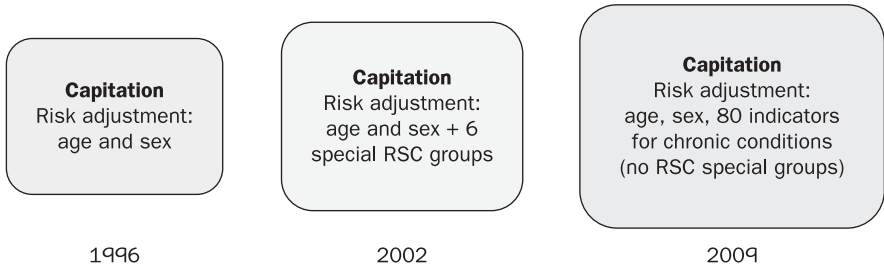 Capitation
Risk adjustment:
age and sex
Capitation
Risk adjustment:
age and sex + 6
special RSC groups
Capitation
Risk adjustment:
age, sex, 80 indicators
for chronic conditions
(no RSC special groups)
1996
2002
2009